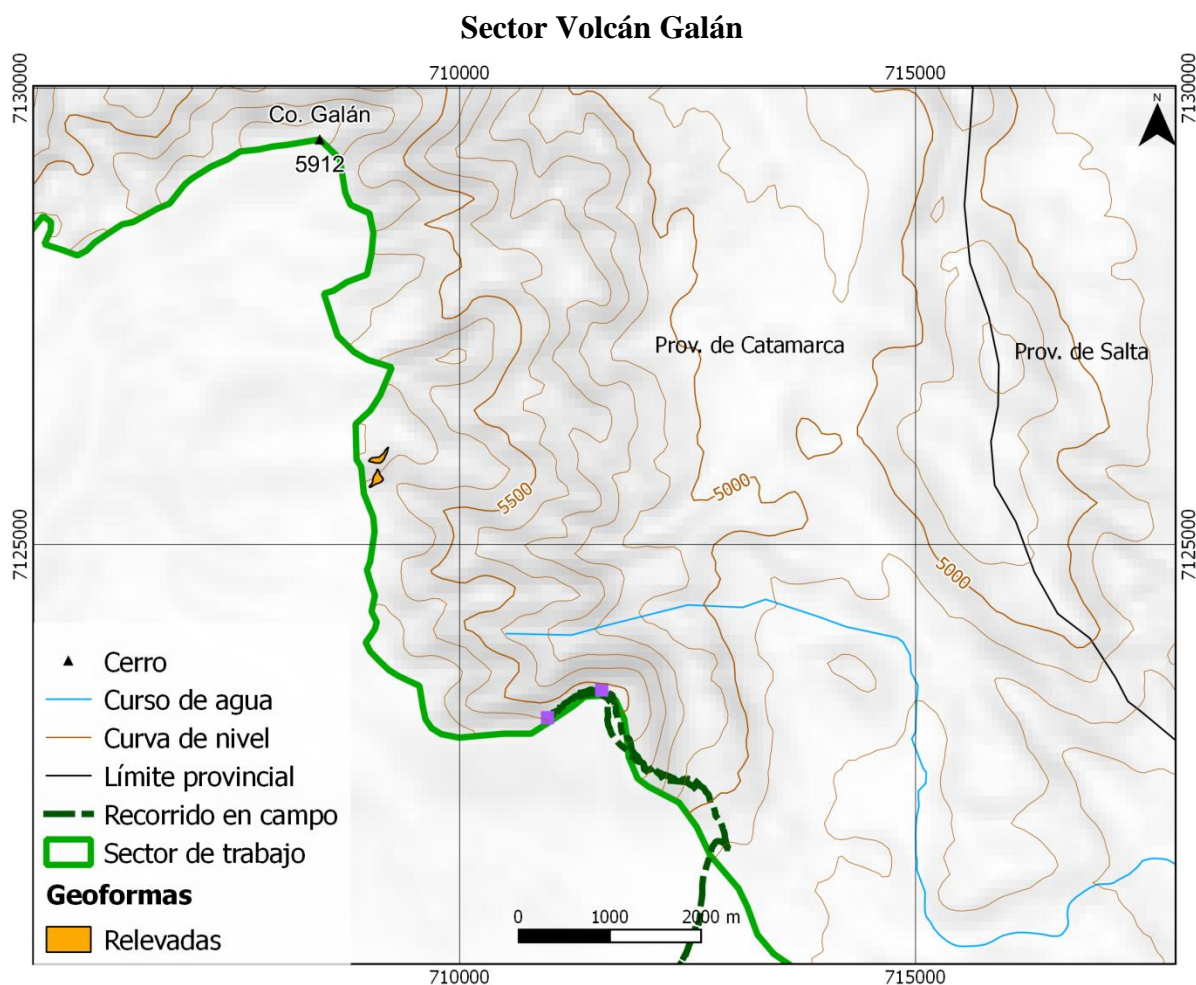 Sector Volcán Galán
710000
715000
7130000
7130000
N
Co. Galán
5912
Prov. de Catamarca
Prov. de Salta
5500
5000
7125000
7125000
5000
Cerro
Curso de agua
Curva de nivel
Límite provincial
Recorrido en campo
Sector de trabajo
Geoformas
Relevadas
0 1000 2000 m
710000
715000